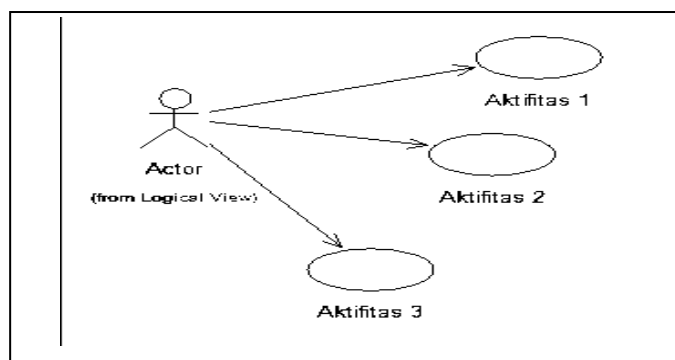 Aktifitas 1
Actor
(from Logical View)
Aktifitas 2
Aktifitas 3